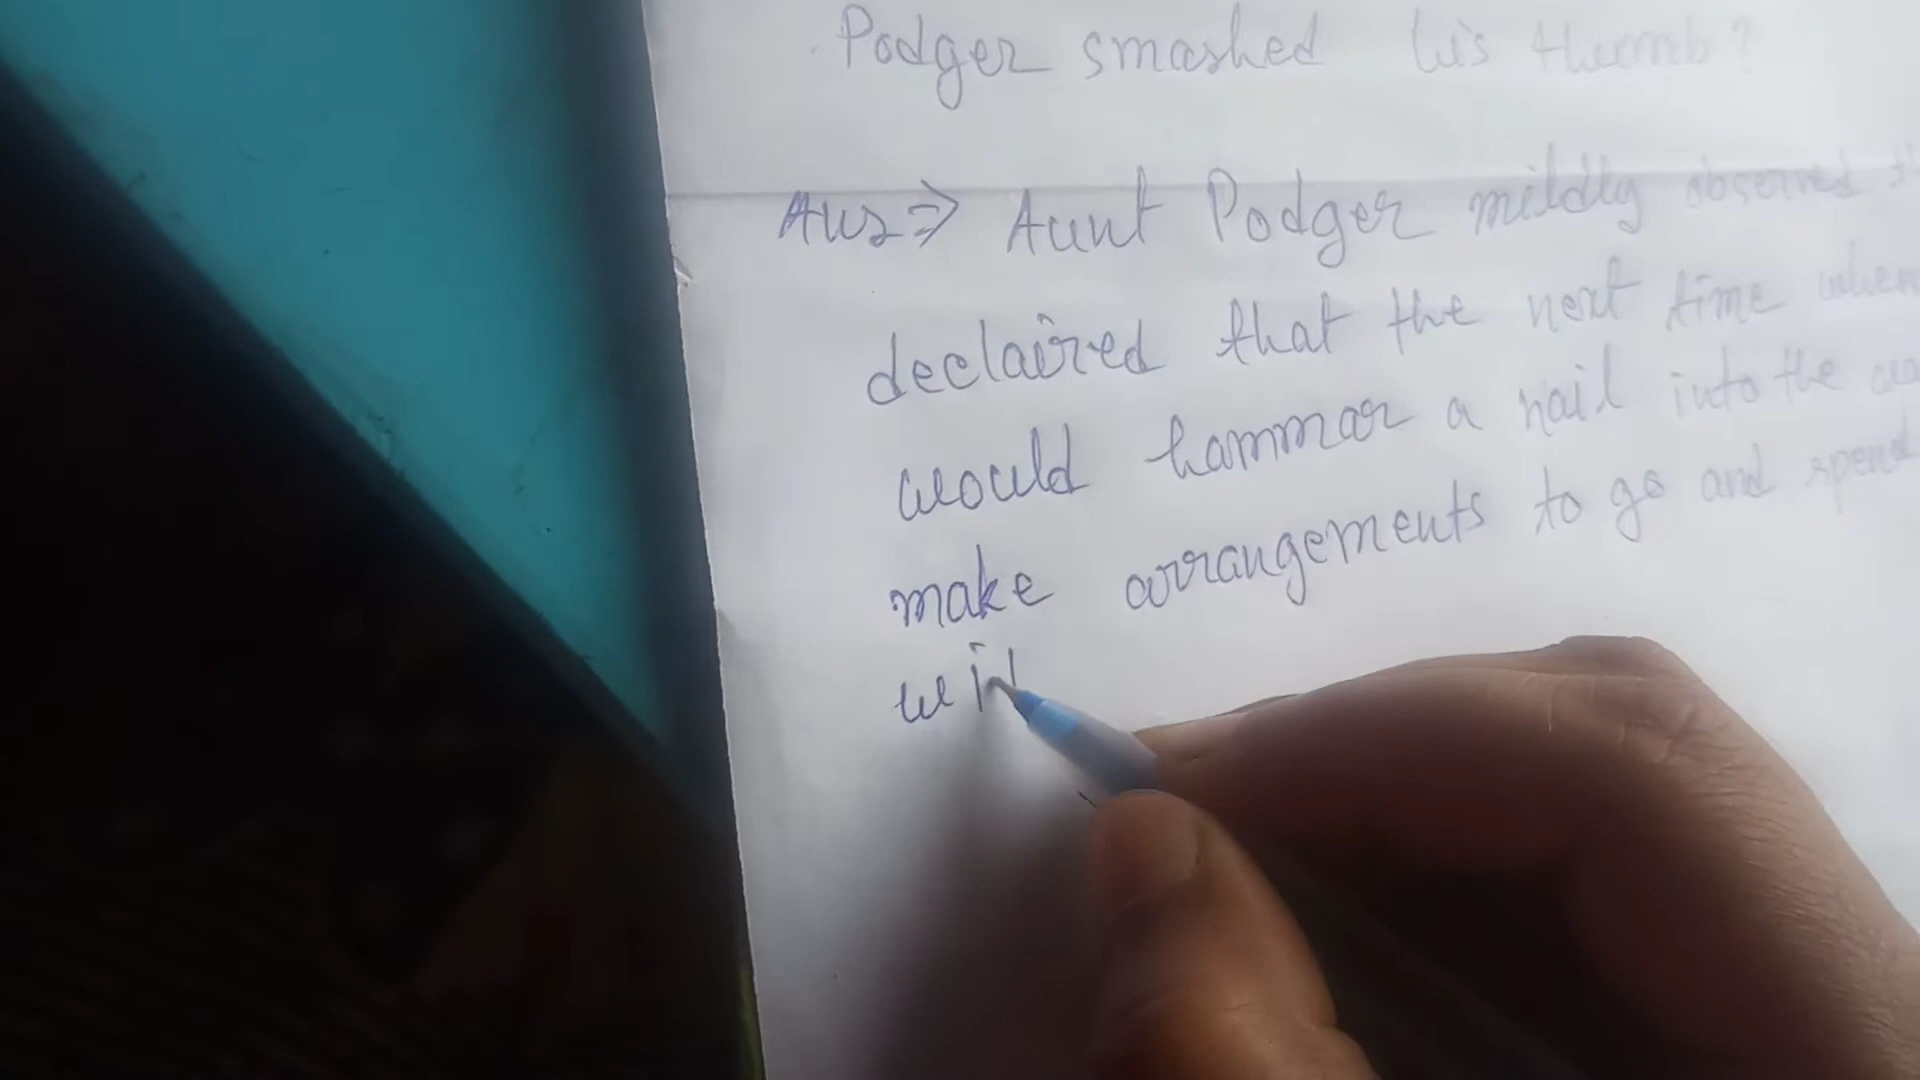 Podger smashed his thumb?
Ans⇒ Aunt Podger mildly observed
declaired that the next time when
would hammar a nail into the
make arrangements to go and spend
wit